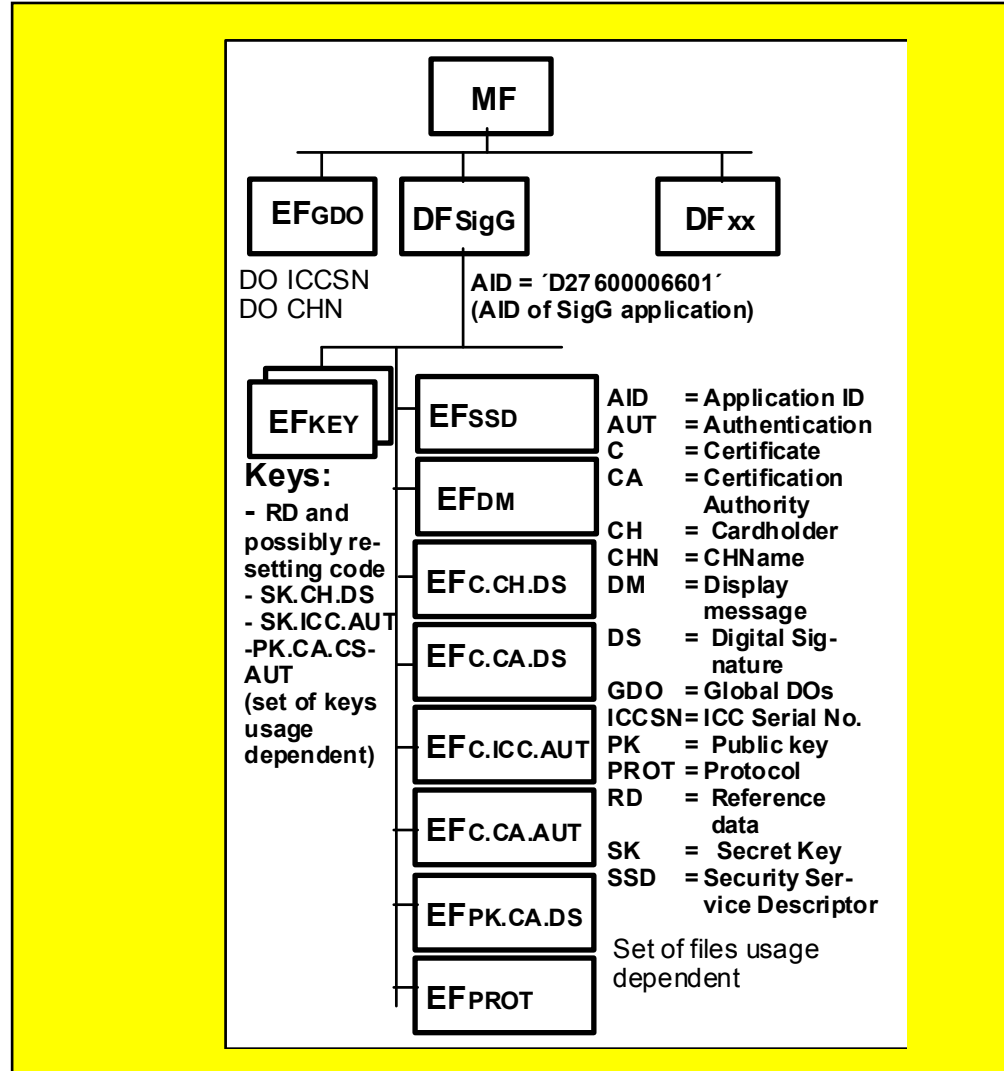 MF
EFGDO
DFSigG
DFxx
DO ICCSN
DO CHN
AID = ´D27600006601´
(AID of SigG application)
EFKEY
Keys:
- RD and
possibly re-
setting code
- SK.CH.DS
- SK.ICC.AUT
-PK.CA.CS-
AUT
(set of keys
usage
dependent)
EFSSD
EFDM
EFC.CH.DS
EFC.CA.DS
EFC.ICC.AUT
EFC.CA.AUT
EFPK.CA.DS
EFPROT
AID = Application ID
AUT = Authentication
C = Certificate
CA = Certification
Authority
CH = Cardholder
CHN = CHName
DM = Display
message
DS = Digital Sig-
nature
GDO = Global DOs
ICCSN= ICC Serial No.
PK = Public key
PROT = Protocol
RD = Reference
data
SK = Secret Key
SSD = Security Ser-
vice Descriptor
Set of files usage
dependent